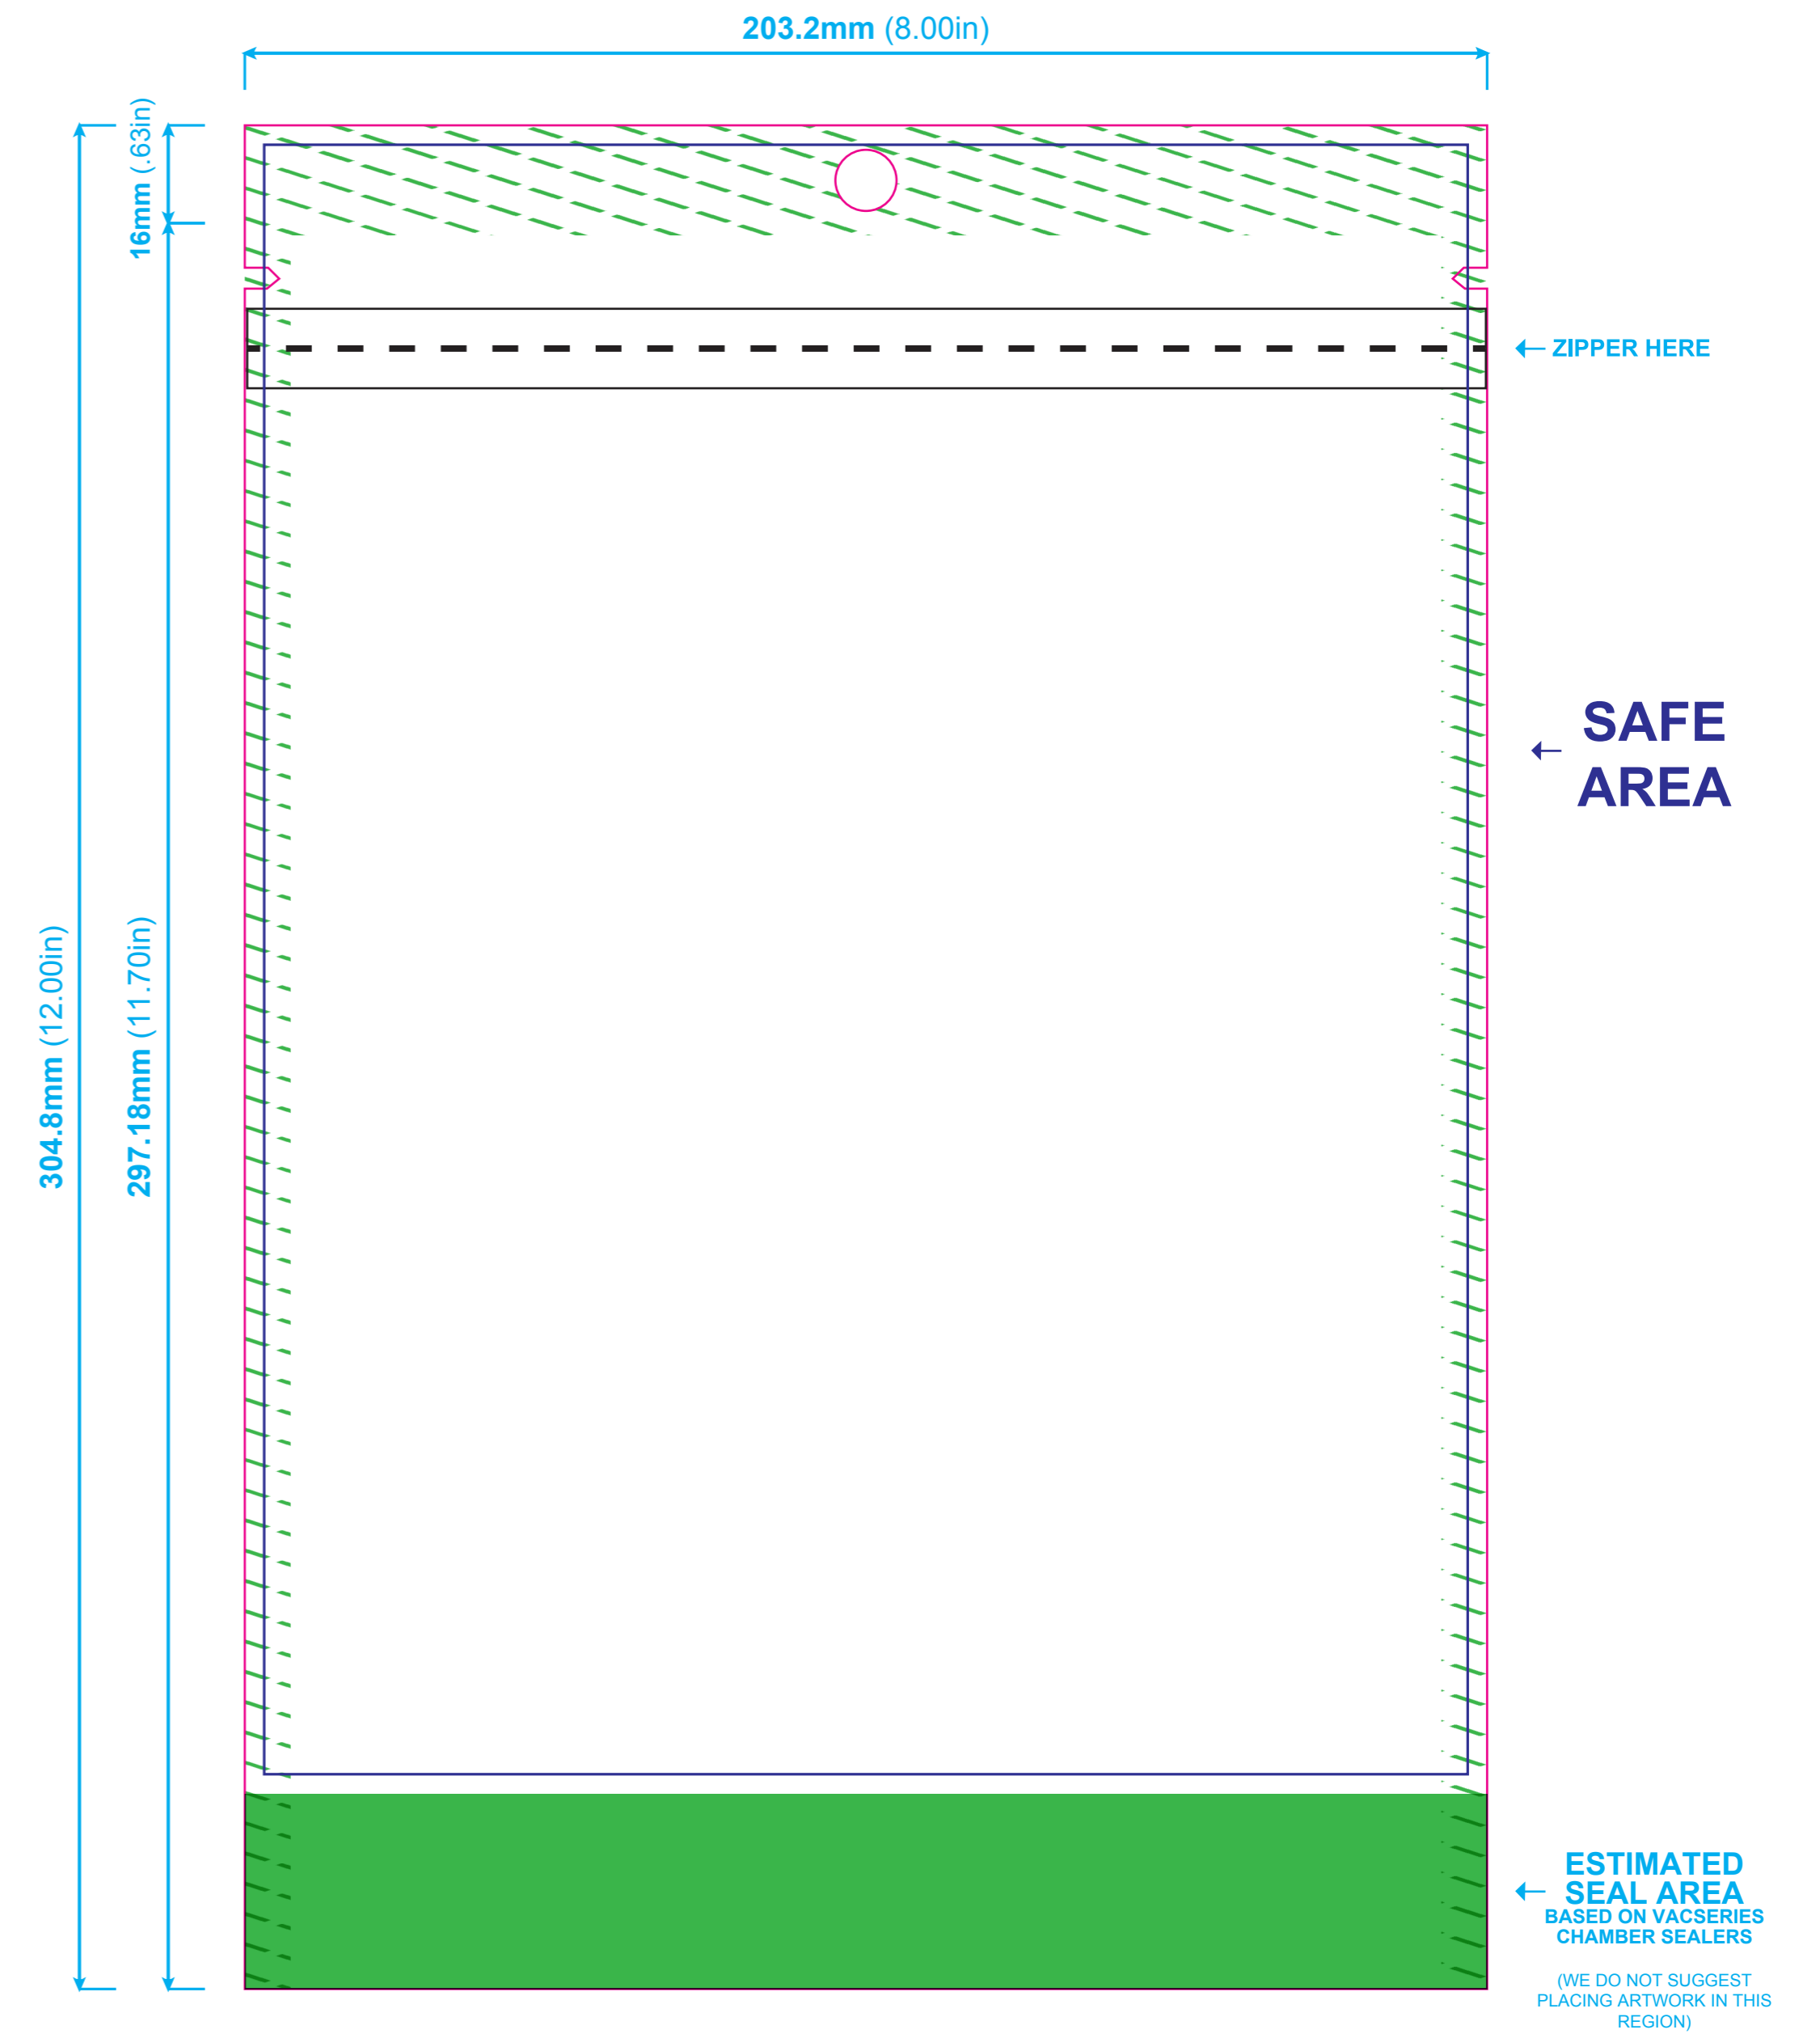 203.2mm (8.00in)
16mm (.63in)
ZIPPER HERE
SAFE
AREA
304.8mm (12.00in)
297.18mm (11.70in)
ESTIMATED
SEAL AREA
BASED ON VACSERIES
CHAMBER SEALERS
(WE DO NOT SUGGEST
PLACING ARTWORK IN THIS
REGION)